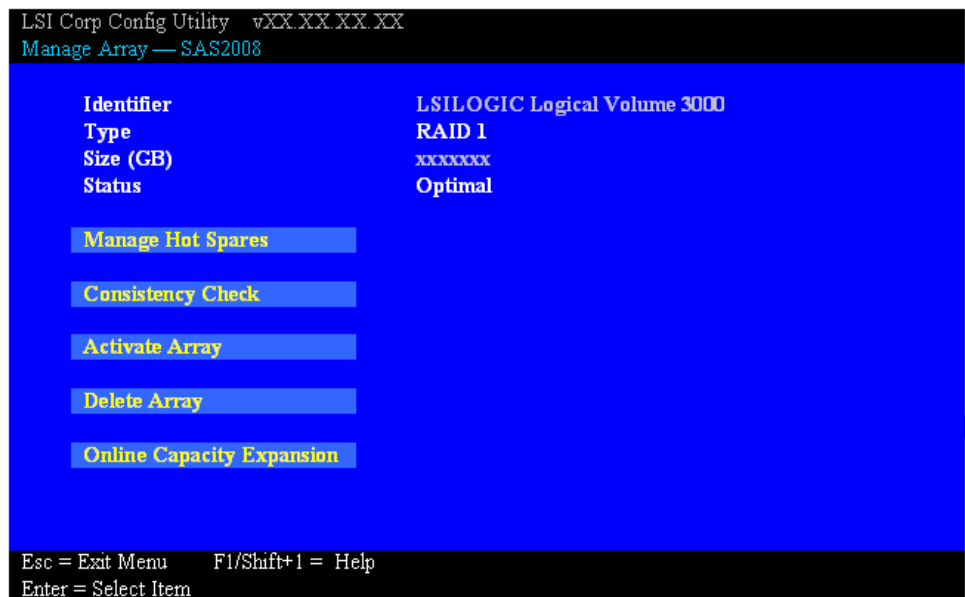 LSI Corp Config Utility vXX.XX.XX.XX
Manage Array — SAS2008
Identifier LSILOGIC Logical Volume 3000
Type RAID 1
Size (GB) xxxxxxx
Status Optimal
Manage Hot Spares
Consistency Check
Activate Array
Delete Array
Online Capacity Expansion
Esc = Exit Menu F1/Shift+1 = Help
Enter = Select Item